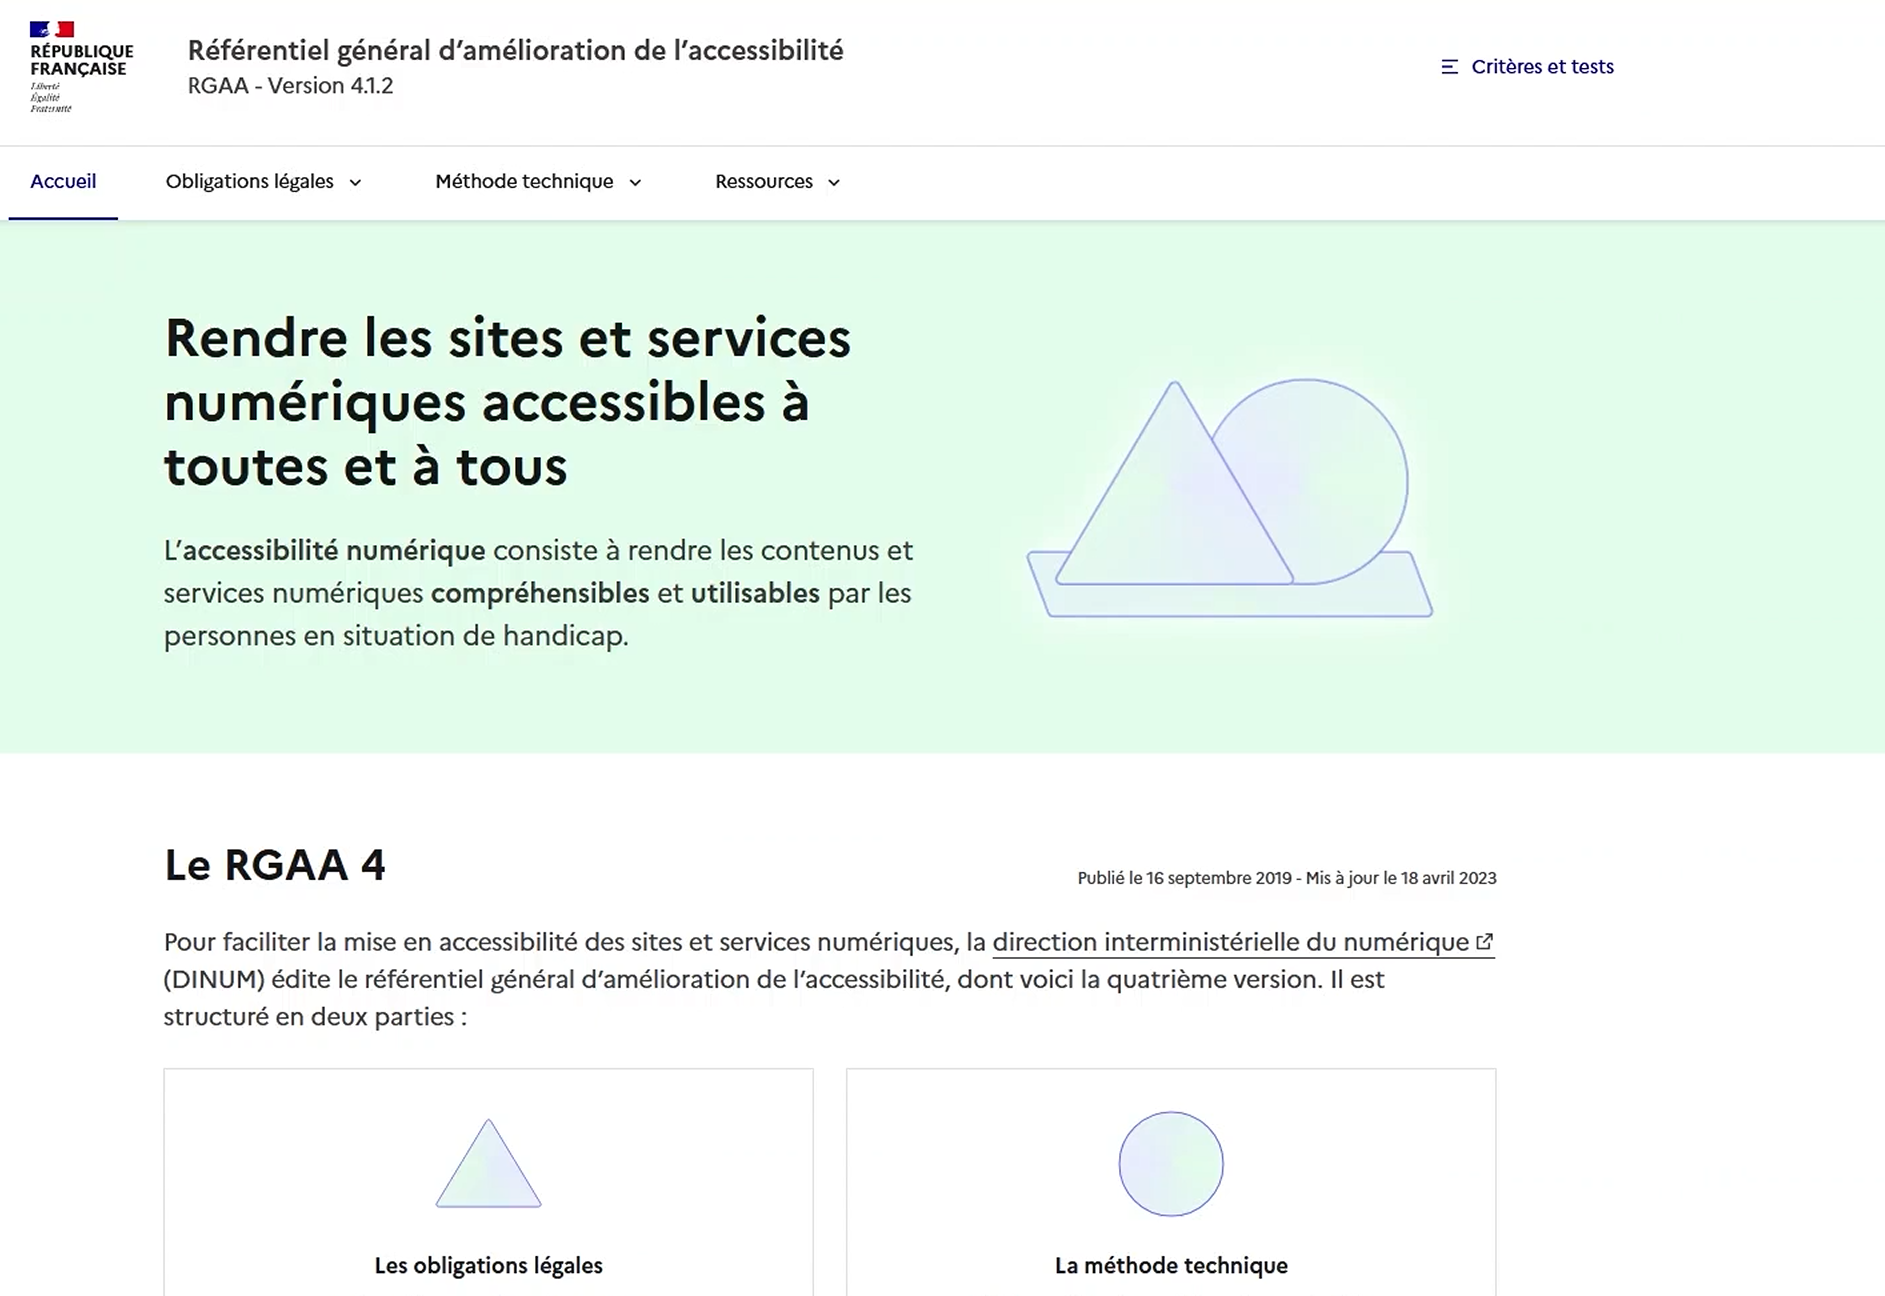 RÉPUBLIQUE
FRANÇAISE
Liberté
Égalité
Fraternité
Référentiel général d’amélioration de l’accessibilité
RGAA - Version 4.1.2
Critères et tests
Accueil
Obligations légales
Méthode technique
Ressources
Rendre les sites et services
numériques accessibles à
toutes et à tous
L’accessibilité numérique consiste à rendre les contenus et
services numériques compréhensibles et utilisables par les
personnes en situation de handicap.
Le RGAA 4
Publié le 16 septembre 2019 - Mis à jour le 18 avril 2023
Pour faciliter la mise en accessibilité des sites et services numériques, la direction interministérielle du numérique
(DINUM) édite le référentiel général d’amélioration de l’accessibilité, dont voici la quatrième version. Il est
structuré en deux parties :
Les obligations légales
La méthode technique